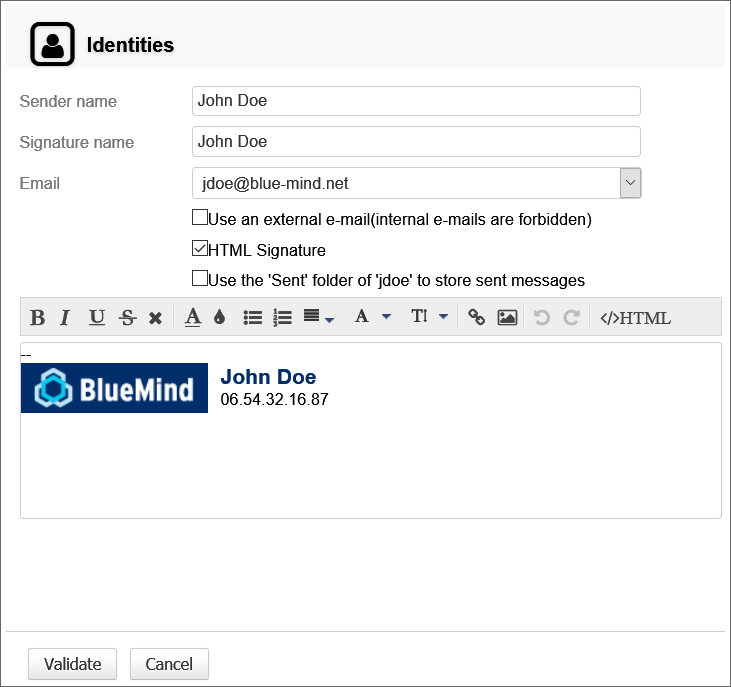 Identities
Sender name John Doe
Signature name John Doe
Email jdoe@blue-mind.net
Use an external e-mail(internal e-mails are forbidden)
HTML Signature
Use the 'Sent' folder of 'jdoe' to store sent messages
B I U S A A T </>HTML
--
BlueMind John Doe
06.54.32.16.87
Validate Cancel